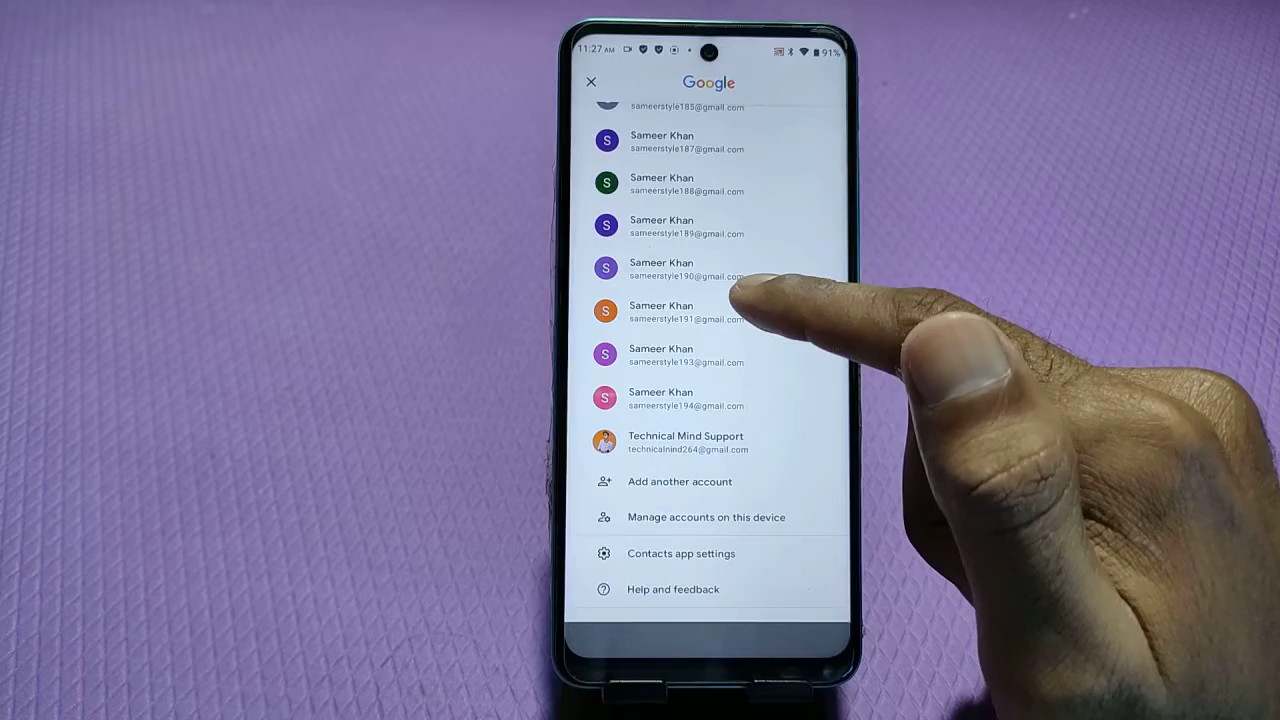 11:27 AM
91%
Google
sameerstyle185@gmail.com
S
Sameer Khan
sameerstyle187@gmail.com
S
Sameer Khan
sameerstyle188@gmail.com
S
Sameer Khan
sameerstyle189@gmail.com
S
Sameer Khan
sameerstyle190@gmail.com
S
Sameer Khan
sameerstyle191@gmail.com
S
Sameer Khan
sameerstyle193@gmail.com
S
Sameer Khan
sameerstyle194@gmail.com
Technical Mind Support
technicalnind264@gmail.com
Add another account
Manage accounts on this device
Contacts app settings
Help and feedback